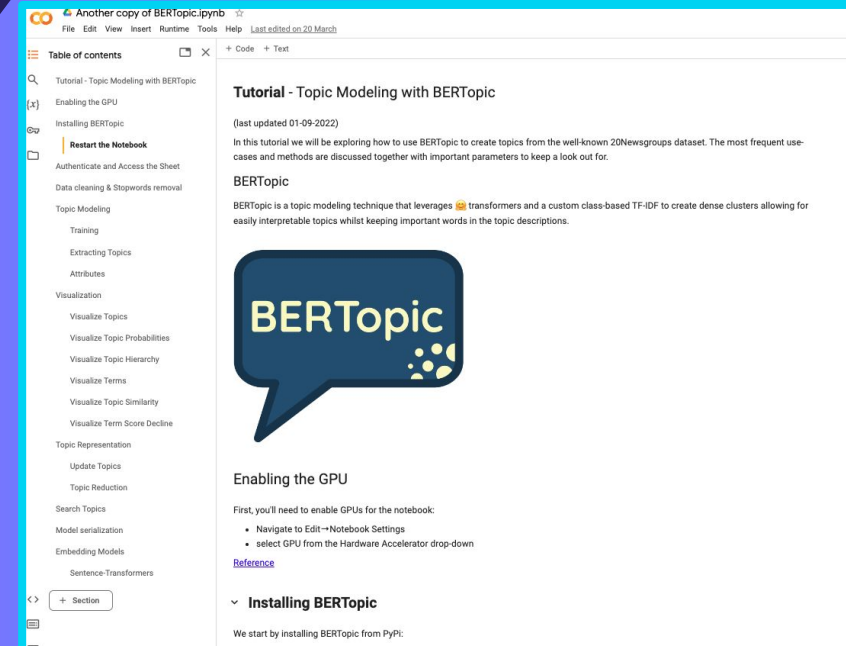 Another copy of BERTopic.ipynb
File Edit View Insert Runtime Tools Help Last edited on 20 March
Table of contents
+ Code + Text
Tutorial - Topic Modeling with BERTopic
Enabling the GPU
Installing BERTopic
Restart the Notebook
Authenticate and Access the Sheet
Data cleaning & Stopwords removal
Topic Modeling
Training
Extracting Topics
Attributes
Visualization
Visualize Topics
Visualize Topic Probabilities
Visualize Topic Hierarchy
Visualize Terms
Visualize Topic Similarity
Visualize Term Score Decline
Topic Representation
Update Topics
Topic Reduction
Search Topics
Model serialization
Embedding Models
Sentence-Transformers
+ Section
Tutorial - Topic Modeling with BERTopic
(last updated 01-09-2022)
In this tutorial we will be exploring how to use BERTopic to create topics from the well-known 20Newsgroups dataset. The most frequent use-
cases and methods are discussed together with important parameters to keep a look out for.
BERTopic
BERTopic is a topic modeling technique that leverages 🤗 transformers and a custom class-based TF-IDF to create dense clusters allowing for
easily interpretable topics whilst keeping important words in the topic descriptions.
BERTopic
Enabling the GPU
First, you'll need to enable GPUs for the notebook:
• Navigate to Edit→Notebook Settings
• select GPU from the Hardware Accelerator drop-down
Reference
Installing BERTopic
We start by installing BERTopic from PyPi: